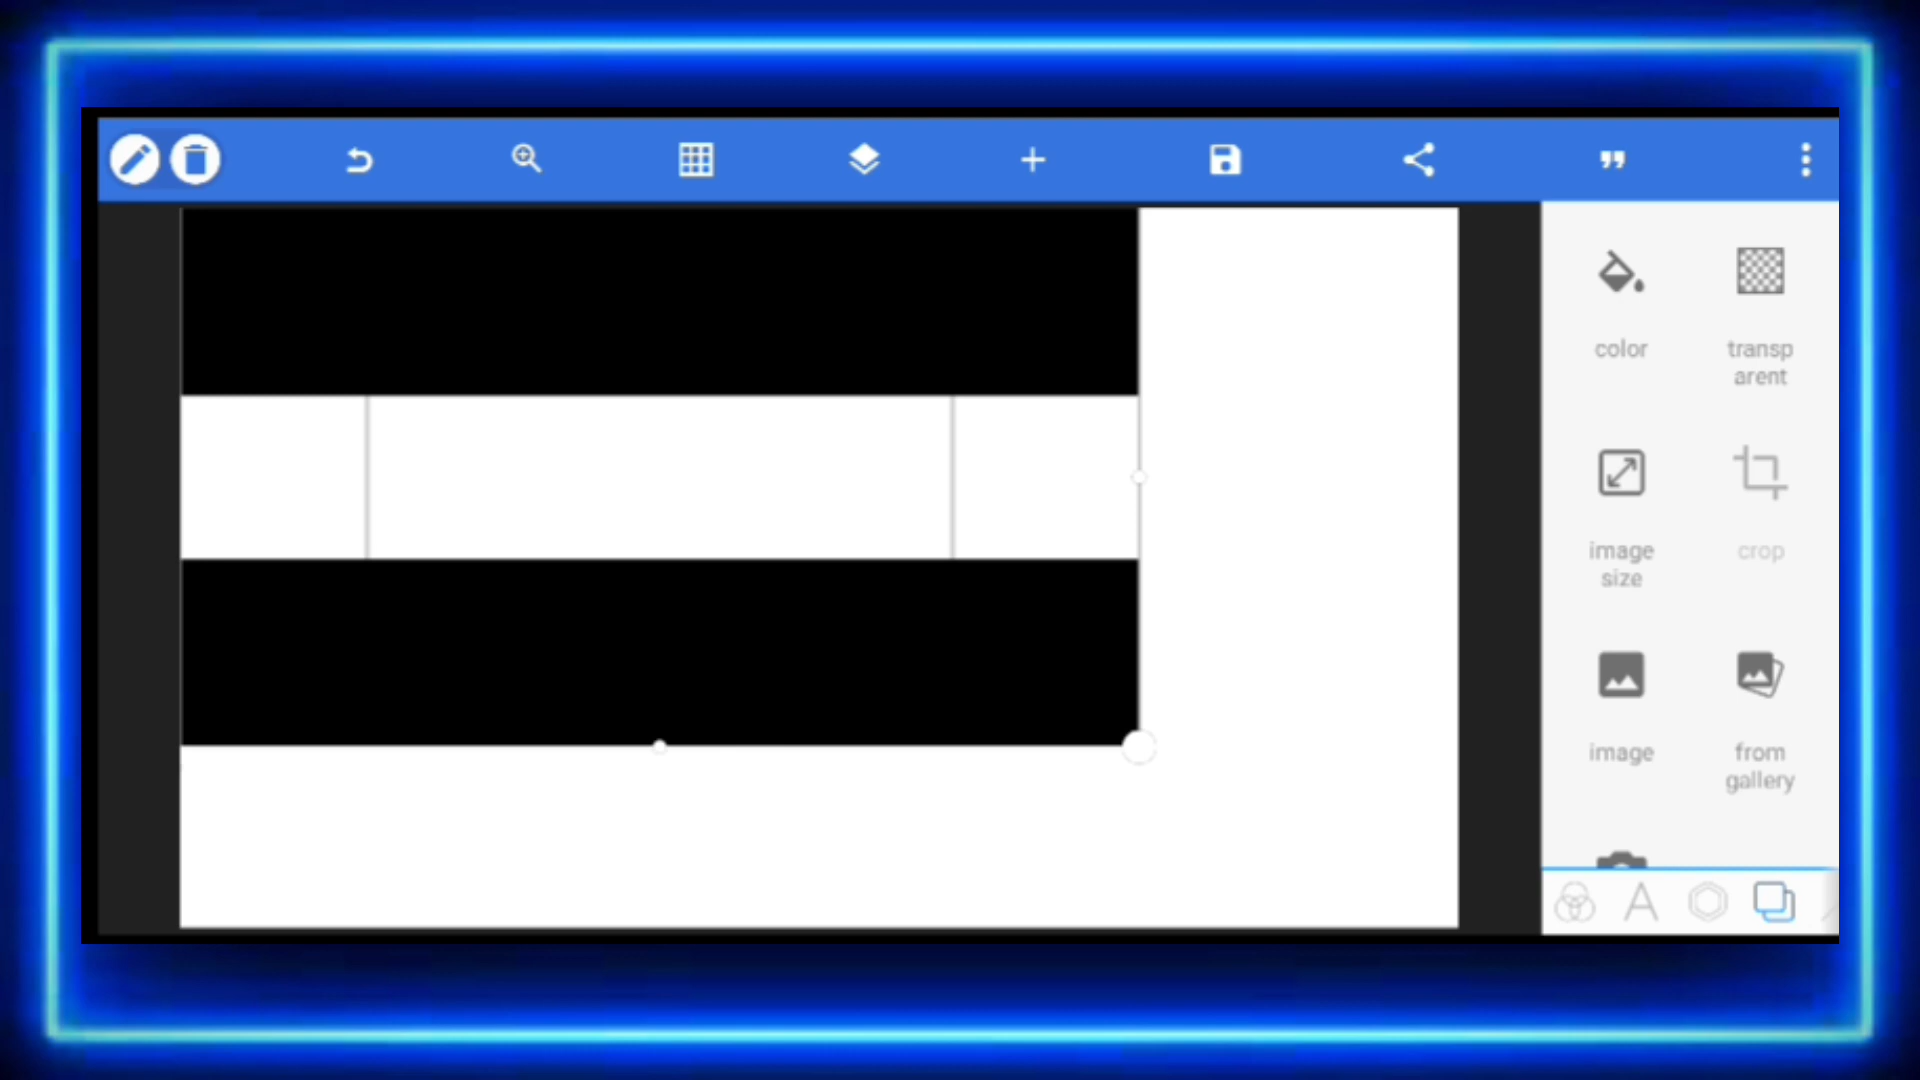 color
transp
arent
image
size
crop
image
from
gallery